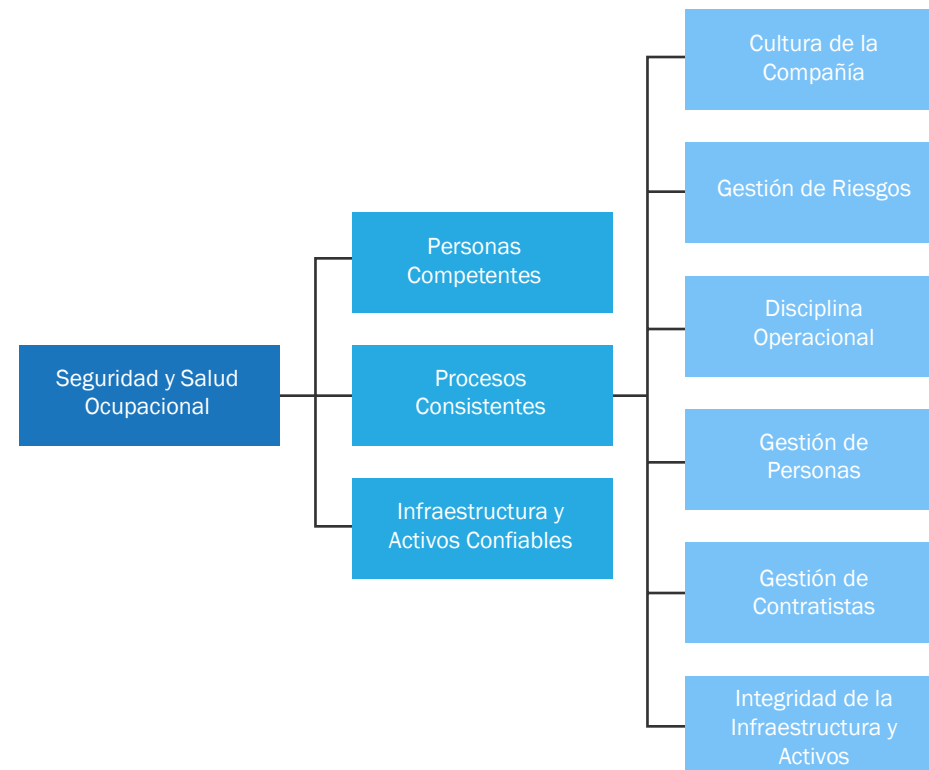 Seguridad y Salud
Ocupacional
Personas
Competentes
Procesos
Consistentes
Infraestructura y
Activos Confiables
Cultura de la
Compañía
Gestión de Riesgos
Disciplina
Operacional
Gestión de
Personas
Gestión de
Contratistas
Integridad de la
Infraestructura y
Activos